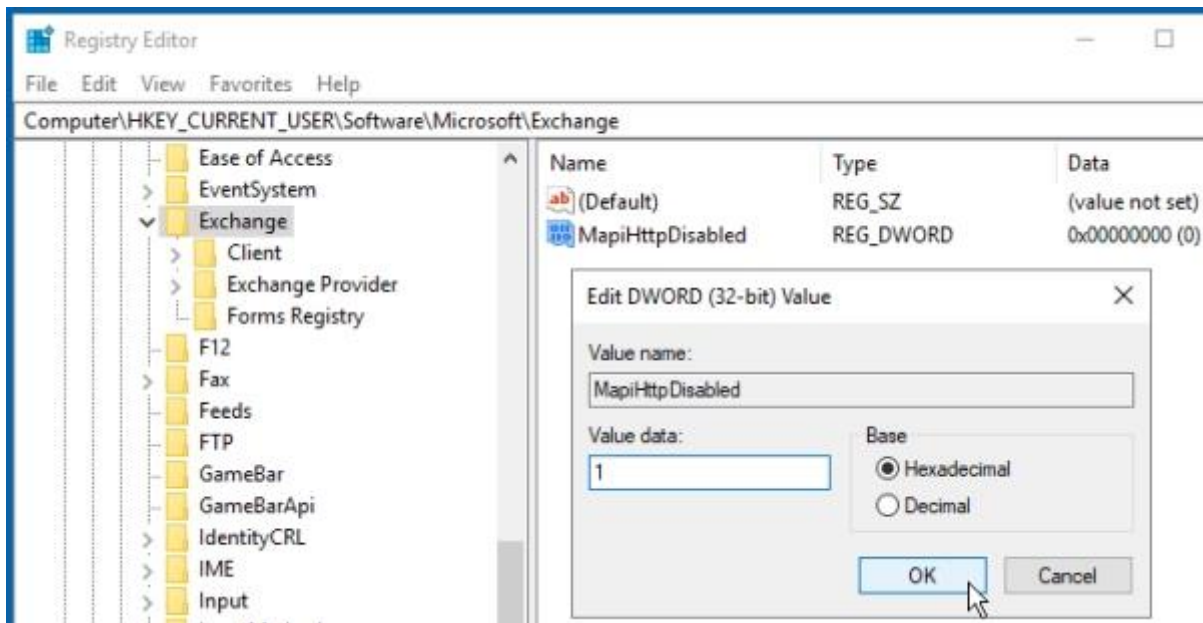 Registry Editor
File Edit View Favorites Help
Computer\HKEY_CURRENT_USER\Software\Microsoft\Exchange
Ease of Access
EventSystem
Exchange
Client
Exchange Provider
Forms Registry
F12
Fax
Feeds
FTP
GameBar
GameBarApi
IdentityCRL
IME
Input
Name Type Data
ab (Default) REG_SZ (value not set)
MapiHttpDisabled REG_DWORD 0x00000000 (0)
Edit DWORD (32-bit) Value
Value name:
MapiHttpDisabled
Value data:
1
Base
Hexadecimal
Decimal
OK Cancel